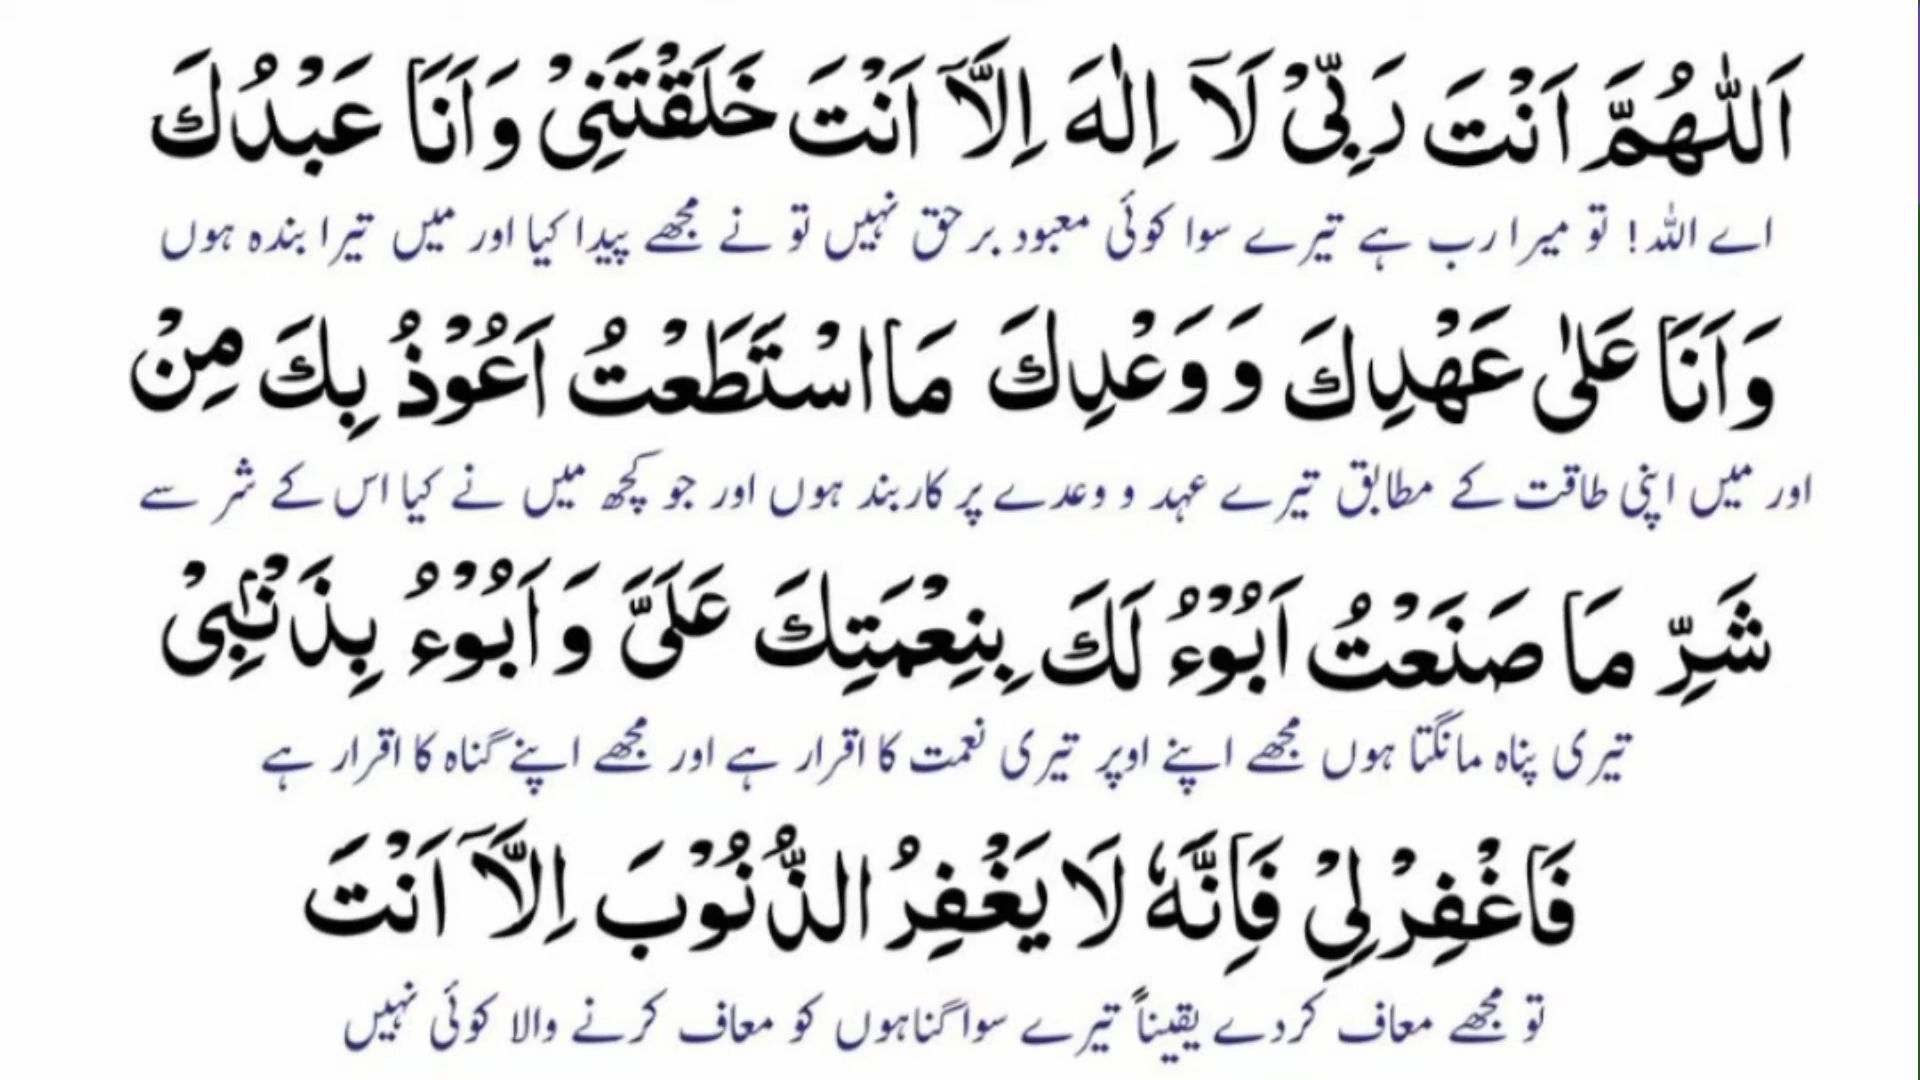 اَللّٰهُمَّ اَنْتَ رَبِّیْ لَآ اِلٰهَ اِلَّآ اَنْتَ خَلَقْتَنِیْ وَاَنَا عَبْدُكَ
اے اللہ! تو میرا رب ہے تیرے سوا کوئی معبود برحق نہیں تو نے مجھے پیدا کیا اور میں تیرا بندہ ہوں
وَاَنَا عَلٰی عَهْدِكَ وَ وَعْدِكَ مَا اسْتَطَعْتُ اَعُوْذُ بِكَ مِنْ
اور میں اپنی طاقت کے مطابق تیرے عہد و وعدے پر کاربند ہوں اور جو کچھ میں نے کیا اس کے شر سے
شَرِّ مَا صَنَعْتُ اَبُوْءُ لَكَ بِنِعْمَتِكَ عَلَیَّ وَ اَبُوْءُ بِذَنْۢبِیْ
تیری پناہ مانگتا ہوں مجھے اپنے اوپر تیری نعمت کا اقرار ہے اور مجھے اپنے گناہ کا اقرار ہے
فَاغْفِرْ لِیْ فَاِنَّهٗ لَا یَغْفِرُ الذُّنُوْبَ اِلَّآ اَنْتَ
تو مجھے معاف کردے یقیناً تیرے سوا گناہوں کو معاف کرنے والا کوئی نہیں